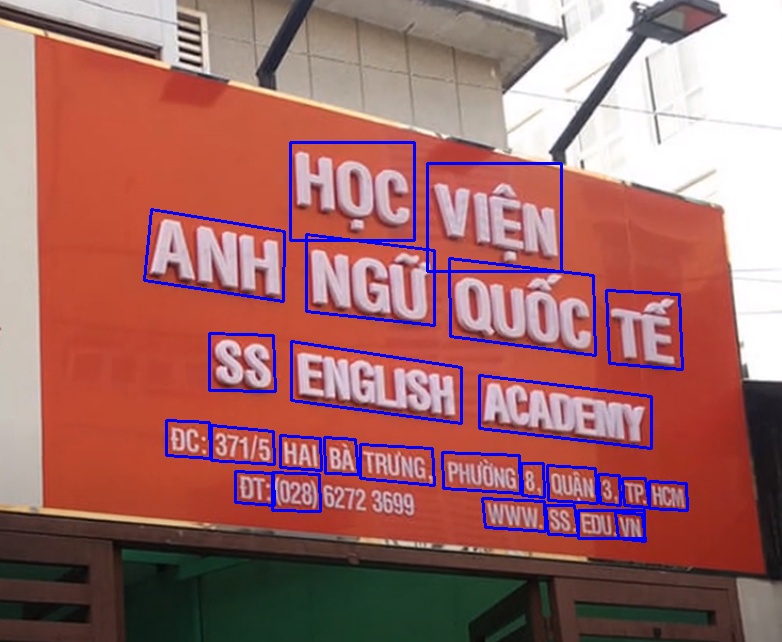 HỌC VIỆN
ANH NGỮ QUỐC TẾ
SS ENGLISH ACADEMY
ĐC: 371/5 HAI BÀ TRƯNG, PHƯỜNG 8, QUẬN 3, TP. HCM
ĐT: (028) 6272 3699 WWW.SS.EDU.VN